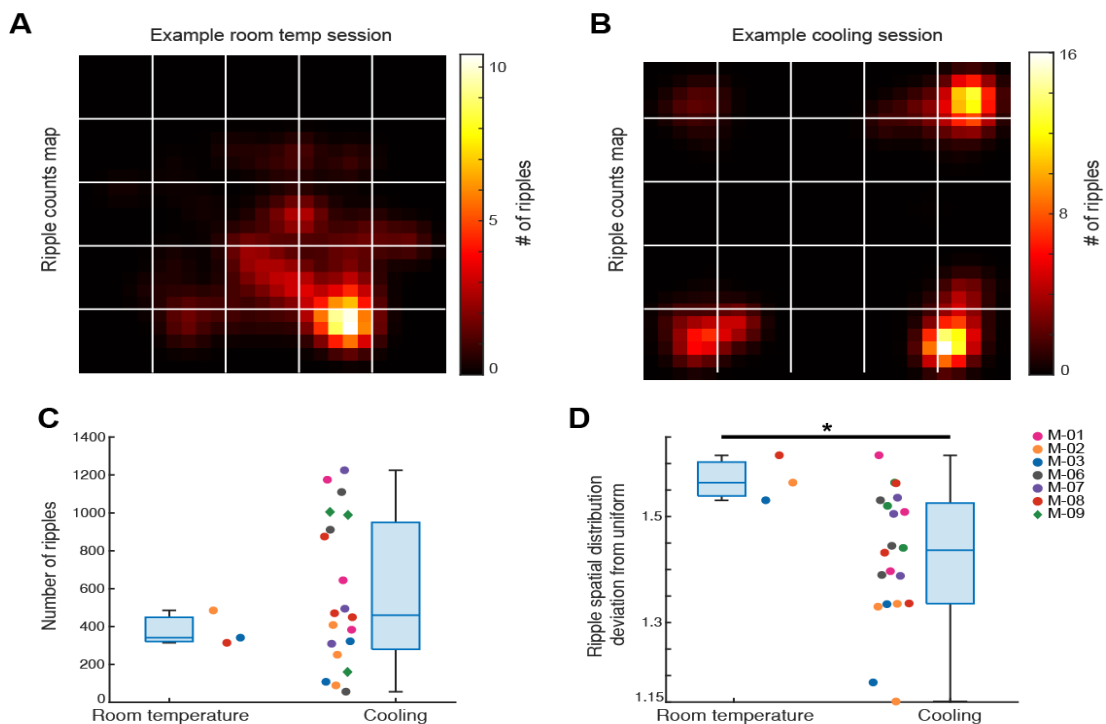 A
Example room temp session
Ripple counts map
10
5
0
# of ripples
B
Example cooling session
Ripple counts map
16
8
0
# of ripples
C
Number of ripples
1400
1200
1000
800
600
400
200
0
Room temperature
Cooling
D
*
Ripple spatial distribution
deviation from uniform
1.5
1.3
1.15
Room temperature
Cooling
M-01
M-02
M-03
M-06
M-07
M-08
M-09